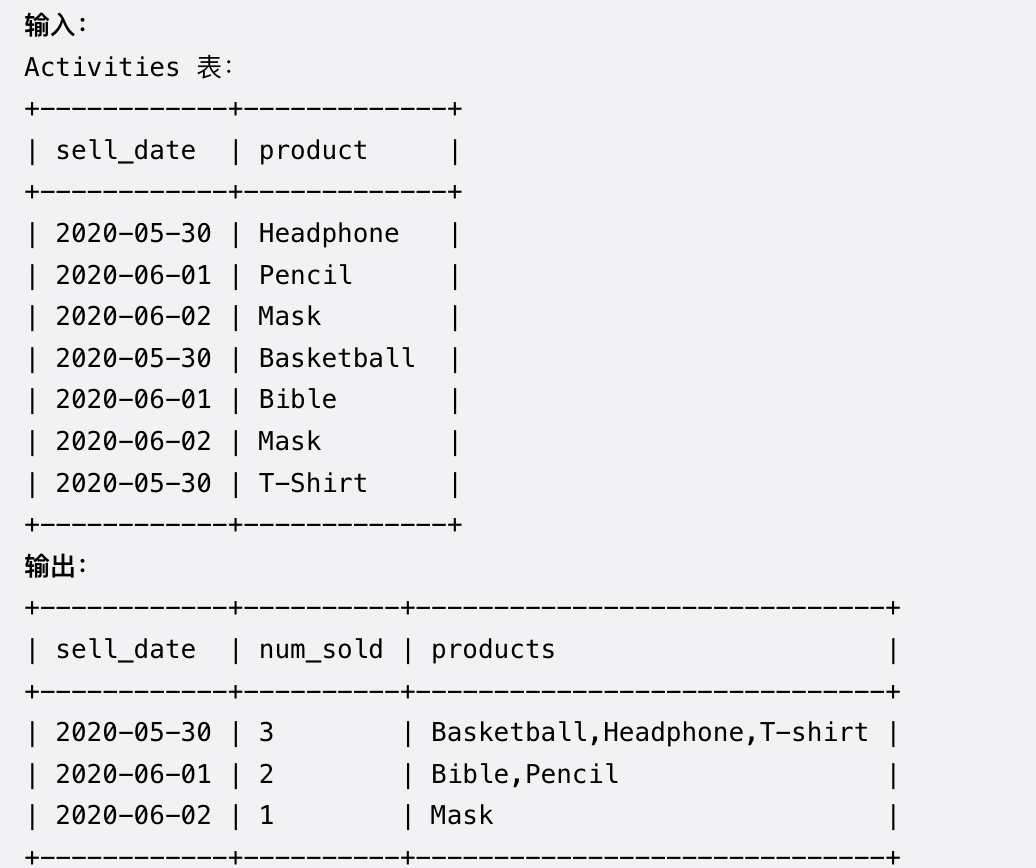 输入：
Activities 表：
+------------+-------------+
| sell_date  | product     |
+------------+-------------+
| 2020-05-30 | Headphone   |
| 2020-06-01 | Pencil      |
| 2020-06-02 | Mask        |
| 2020-05-30 | Basketball  |
| 2020-06-01 | Bible       |
| 2020-06-02 | Mask        |
| 2020-05-30 | T-Shirt     |
+------------+-------------+
输出：
+------------+----------+------------------------------+
| sell_date  | num_sold | products                     |
+------------+----------+------------------------------+
| 2020-05-30 | 3        | Basketball,Headphone,T-shirt |
| 2020-06-01 | 2        | Bible,Pencil                 |
| 2020-06-02 | 1        | Mask                         |
+------------+----------+------------------------------+